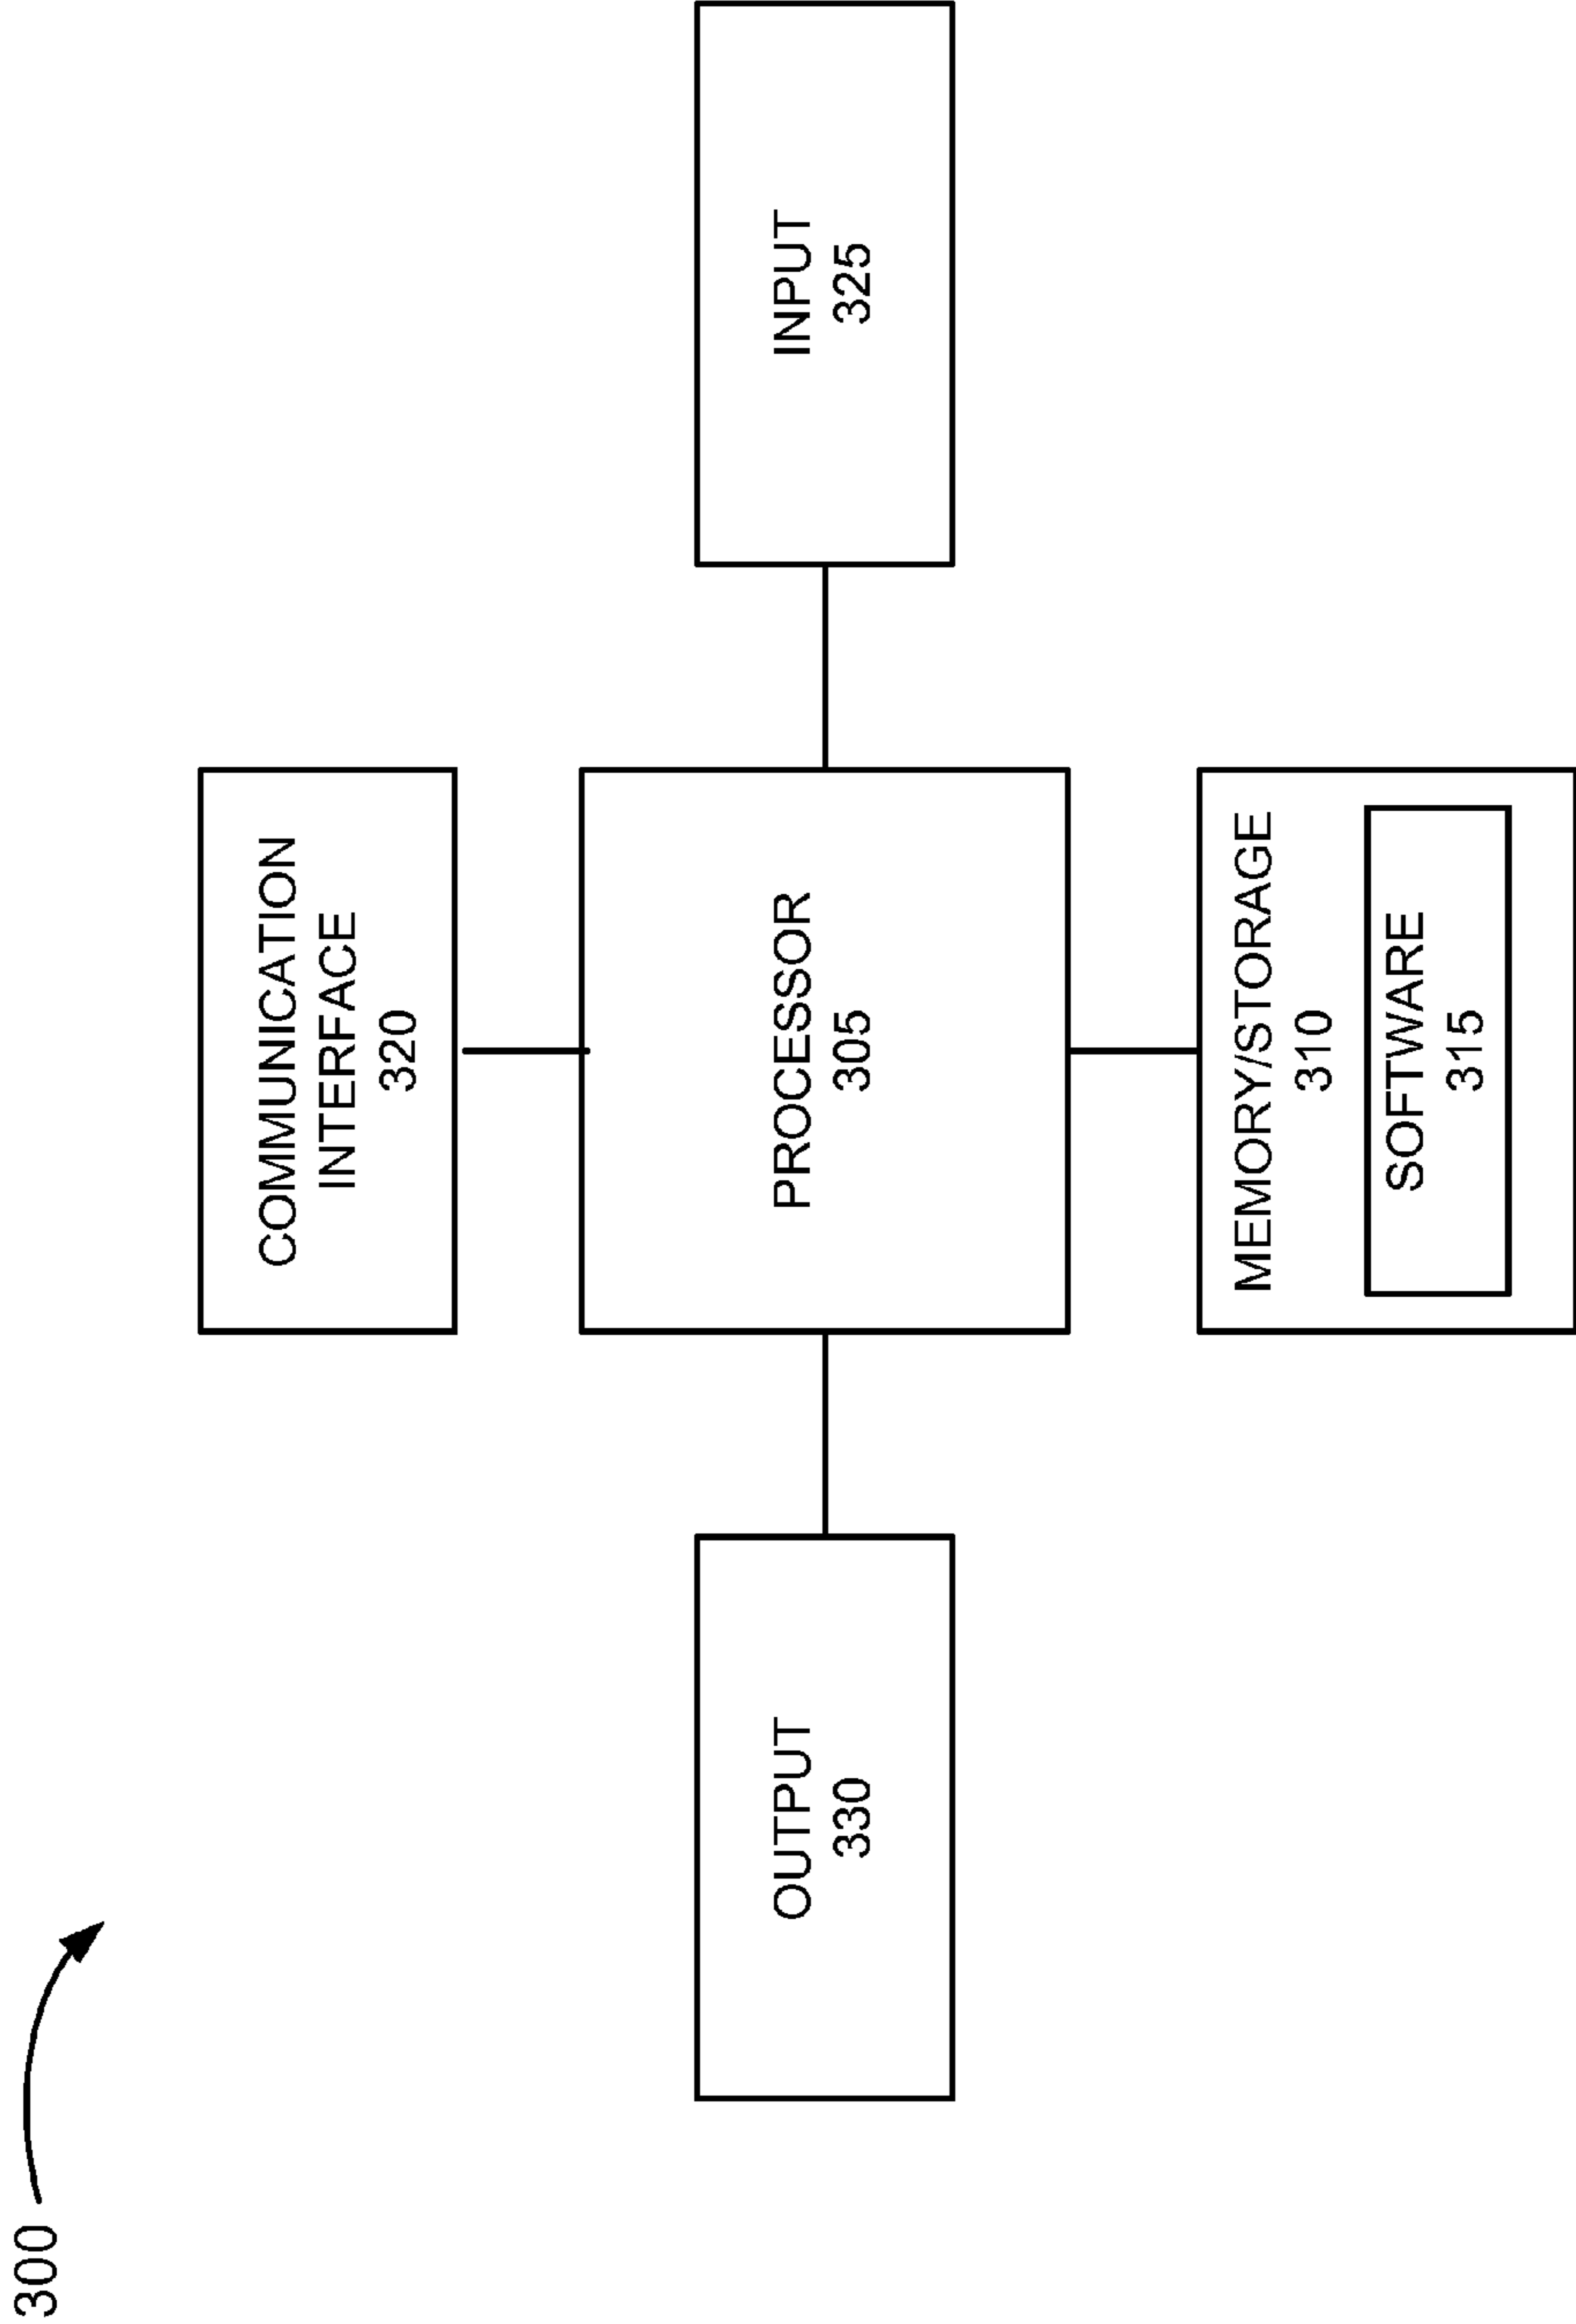 300
COMMUNICATION
INTERFACE
320
OUTPUT
330
PROCESSOR
305
INPUT
325
MEMORY/STORAGE
310
SOFTWARE
315